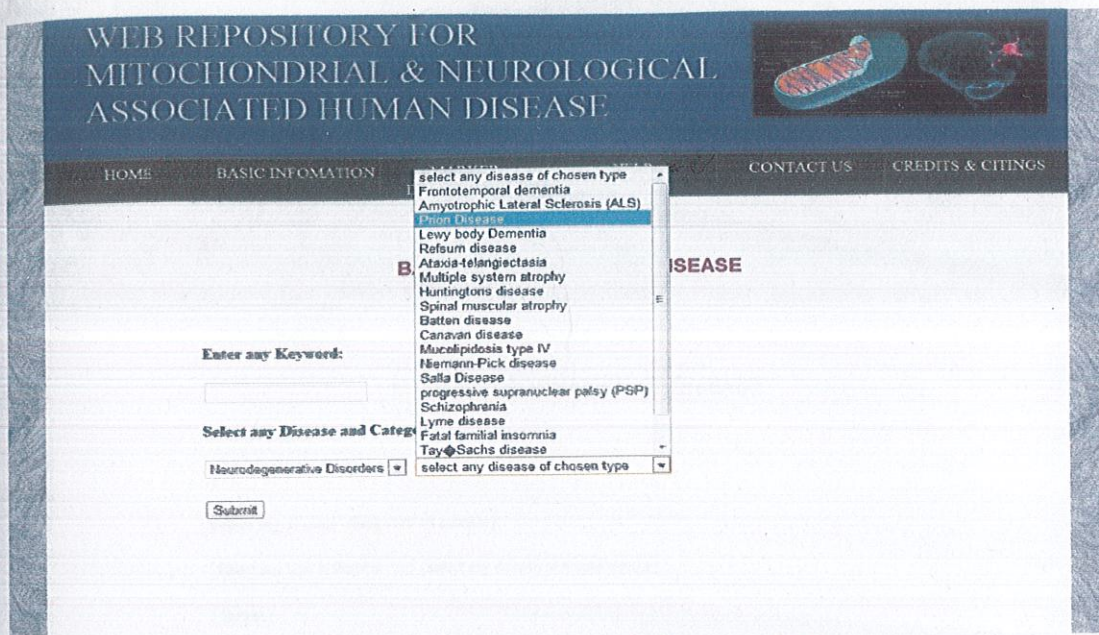 WEB REPOSITORY FOR
MITOCHONDRIAL & NEUROLOGICAL
ASSOCIATED HUMAN DISEASE
HOME BASIC INFOMATION CONTACT US CREDITS & CITINGS
select any disease of chosen type
Frontotemporal dementia
Amyotrophic Lateral Sclerosis (ALS)
Prion Disease
Lewy body Dementia
Refsum disease
Ataxia-telangiectasia
Multiple system atrophy
Huntingtons disease
Spinal muscular atrophy
Batten disease
Canavan disease
Mucolipidosis type IV
Niemann-Pick disease
Salla Disease
progressive supranuclear palsy (PSP)
Schizophrenia
Lyme disease
Fatal familial insomnia
Tay�Sachs disease
B ISEASE
Enter any Keyword:
Select any Disease and Categ
Neurodegenerative Disorders select any disease of chosen type
Submit